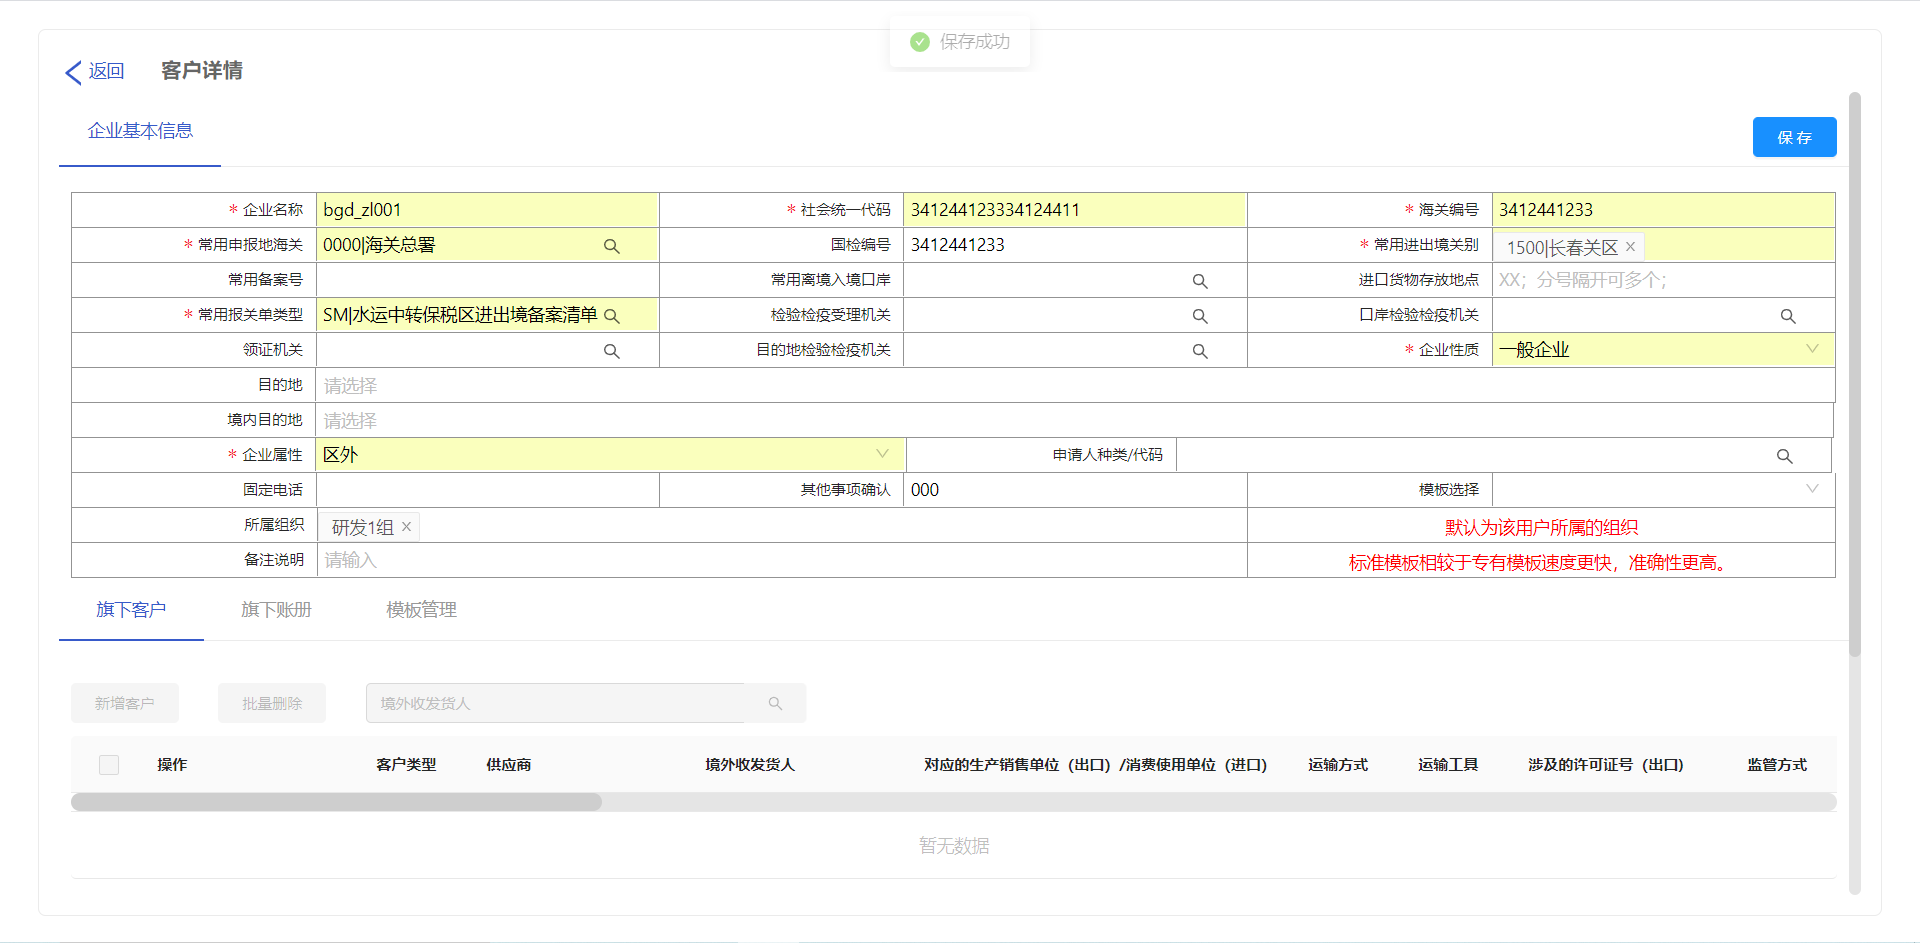 保存成功
返回 客户详情
企业基本信息
保 存
* 企业名称 bgd_zl001 * 社会统一代码 341244123334124411 * 海关编号 3412441233
* 常用申报地海关 0000|海关总署 国检编号 3412441233 * 常用进出境关别 1500|长春关区 ×
常用备案号 常用离境入境口岸 进口货物存放地点 XX；分号隔开可多个；
* 常用报关单类型 SM|水运中转保税区进出境备案清单 检验检疫受理机关 口岸检验检疫机关
领证机关 目的地检验检疫机关 * 企业性质 一般企业
目的地 请选择
境内目的地 请选择
* 企业属性 区外 申请人种类/代码
固定电话 其他事项确认 000 模板选择
所属组织 研发1组 × 默认为该用户所属的组织
备注说明 请输入 标准模板相较于专有模板速度更快，准确性更高。
旗下客户 旗下账册 模板管理
新增客户 批量删除 境外收发货人
操作 客户类型 供应商 境外收发货人 对应的生产销售单位（出口）/消费使用单位（进口） 运输方式 运输工具 涉及的许可证号（出口） 监管方式
暂无数据